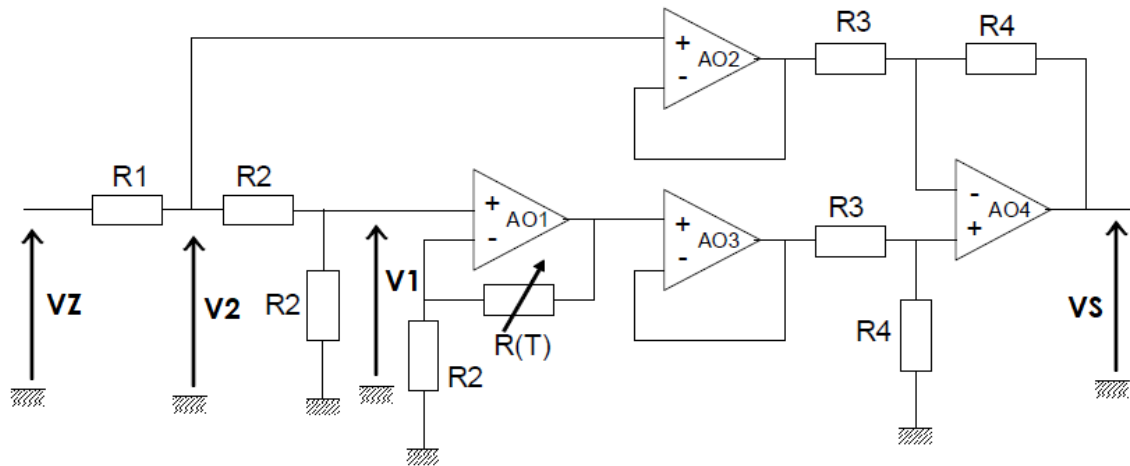 R3
R4
+
-
AO2
R1
R2
+
-
AO1
+
-
AO3
R3
-
+
AO4
VZ
V2
R2
V1
R(T)
R2
R4
VS